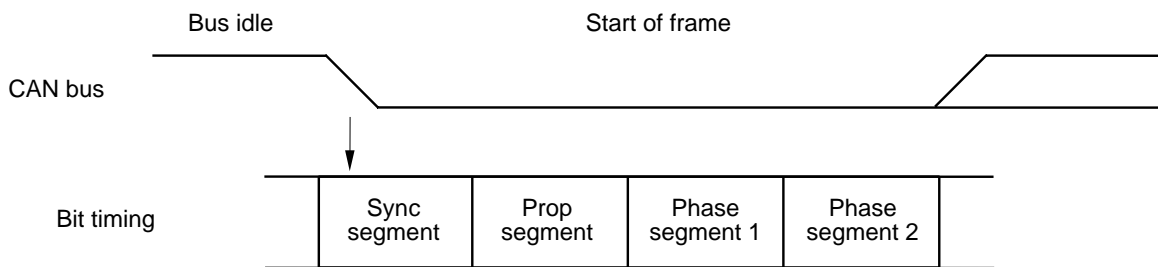 Bus idle
Start of frame
CAN bus
Bit timing
Sync
segment
Prop
segment
Phase
segment 1
Phase
segment 2